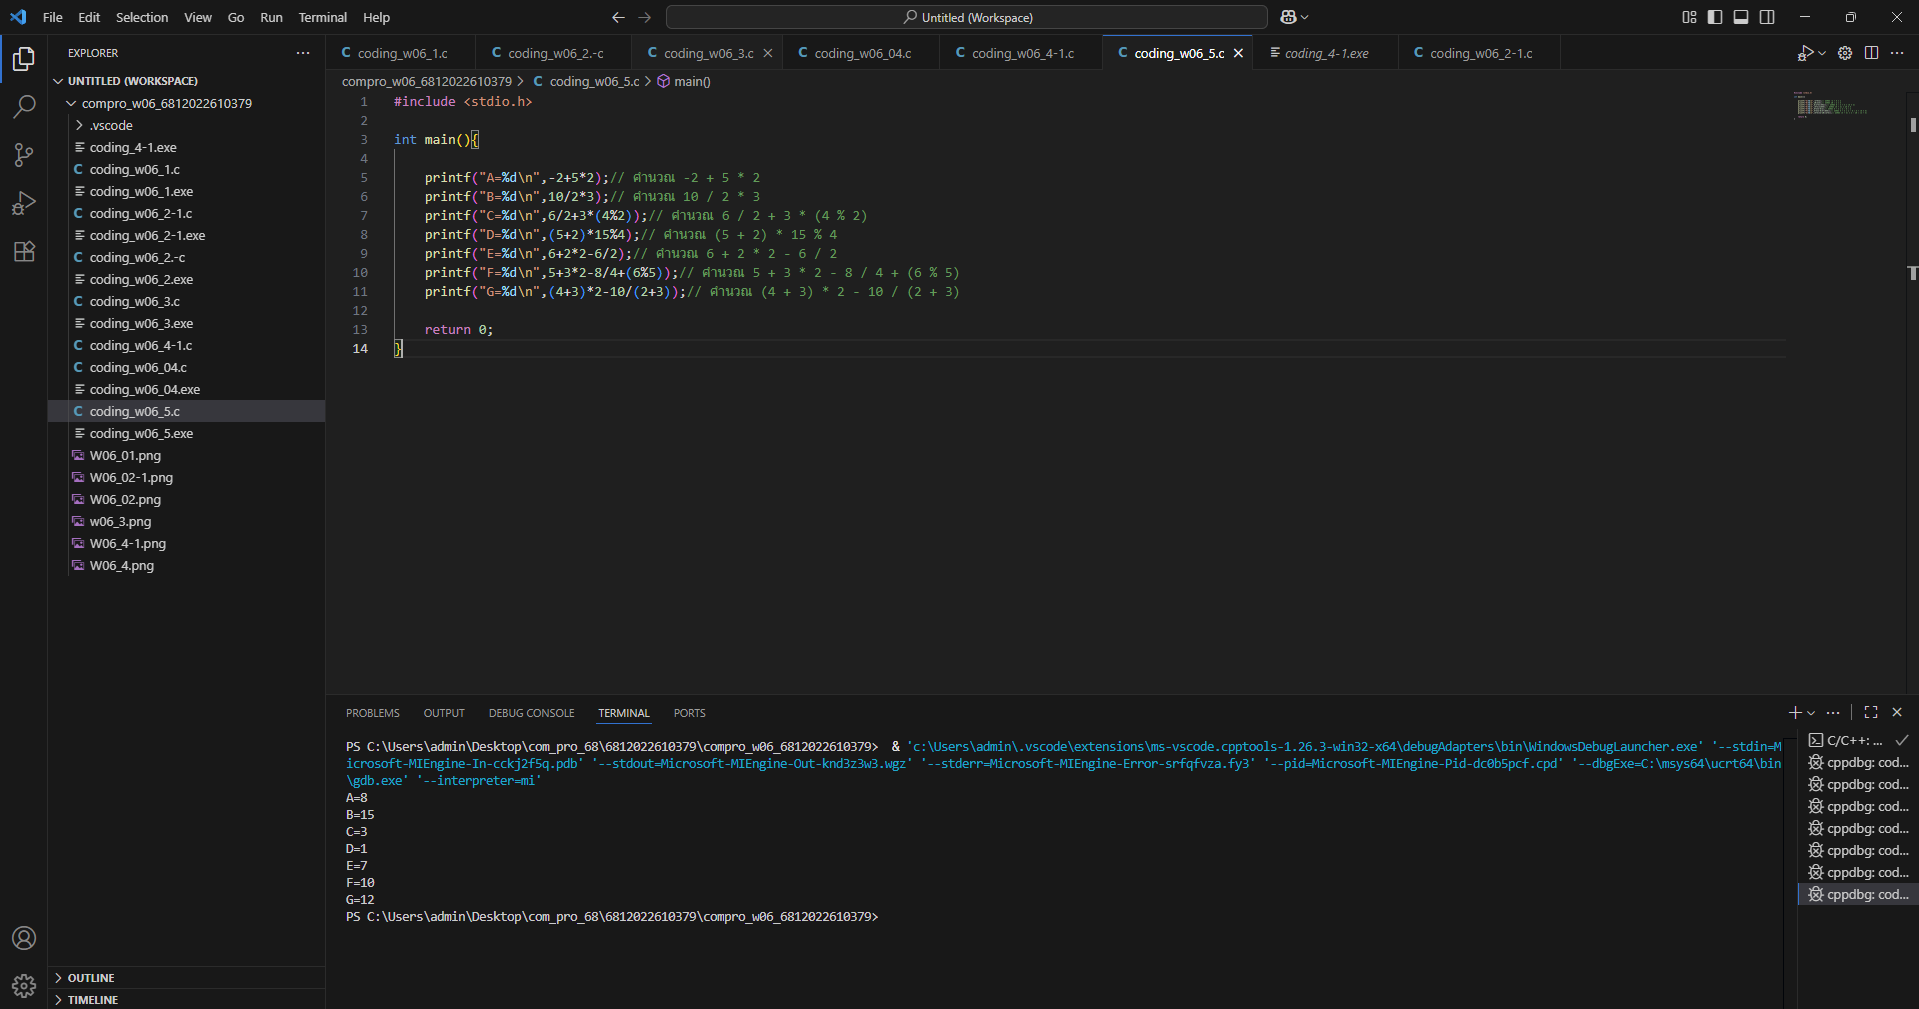 File Edit Selection View Go Run Terminal Help
Untitled (Workspace)
EXPLORER
coding_w06_1.c coding_w06_2.-c coding_w06_3.c coding_w06_04.c coding_w06_4-1.c coding_w06_5.c coding_4-1.exe coding_w06_2-1.c
UNTITLED (WORKSPACE)
compro_w06_6812022610379
.vscode
coding_4-1.exe
coding_w06_1.c
coding_w06_1.exe
coding_w06_2-1.c
coding_w06_2-1.exe
coding_w06_2.-c
coding_w06_2.exe
coding_w06_3.c
coding_w06_3.exe
coding_w06_4-1.c
coding_w06_04.c
coding_w06_04.exe
coding_w06_5.c
coding_w06_5.exe
W06_01.png
W06_02-1.png
W06_02.png
w06_3.png
W06_4-1.png
W06_4.png
OUTLINE
TIMELINE
compro_w06_6812022610379 > C coding_w06_5.c > main()
1 #include <stdio.h>
2
3 int main(){
4
5 printf("A=%d\n",-2+5*2);// คำนวณ -2 + 5 * 2
6 printf("B=%d\n",10/2*3);// คำนวณ 10 / 2 * 3
7 printf("C=%d\n",6/2+3*(4%2));// คำนวณ 6 / 2 + 3 * (4 % 2)
8 printf("D=%d\n",(5+2)*15%4);// คำนวณ (5 + 2) * 15 % 4
9 printf("E=%d\n",6+2*2-6/2);// คำนวณ 6 + 2 * 2 - 6 / 2
10 printf("F=%d\n",5+3*2-8/4+(6%5));// คำนวณ 5 + 3 * 2 - 8 / 4 + (6 % 5)
11 printf("G=%d\n",(4+3)*2-10/(2+3));// คำนวณ (4 + 3) * 2 - 10 / (2 + 3)
12
13 return 0;
14 }
PROBLEMS OUTPUT DEBUG CONSOLE TERMINAL PORTS
PS C:\Users\admin\Desktop\com_pro_68\6812022610379\compro_w06_6812022610379> & 'c:\Users\admin\.vscode\extensions\ms-vscode.cpptools-1.26.3-win32-x64\debugAdapters\bin\WindowsDebugLauncher.exe' '--stdin=M
icrosoft-MIEngine-In-cckj2f5q.pdb' '--stdout=Microsoft-MIEngine-Out-knd3z3w3.wgz' '--stderr=Microsoft-MIEngine-Error-srfqfvza.fy3' '--pid=Microsoft-MIEngine-Pid-dc0b5pcf.cpd' '--dbgExe=C:\msys64\ucrt64\bin
\gdb.exe' '--interpreter=mi'
A=8
B=15
C=3
D=1
E=7
F=10
G=12
PS C:\Users\admin\Desktop\com_pro_68\6812022610379\compro_w06_6812022610379>
C/C++: ...
cppdbg: cod...
cppdbg: cod...
cppdbg: cod...
cppdbg: cod...
cppdbg: cod...
cppdbg: cod...
cppdbg: cod...